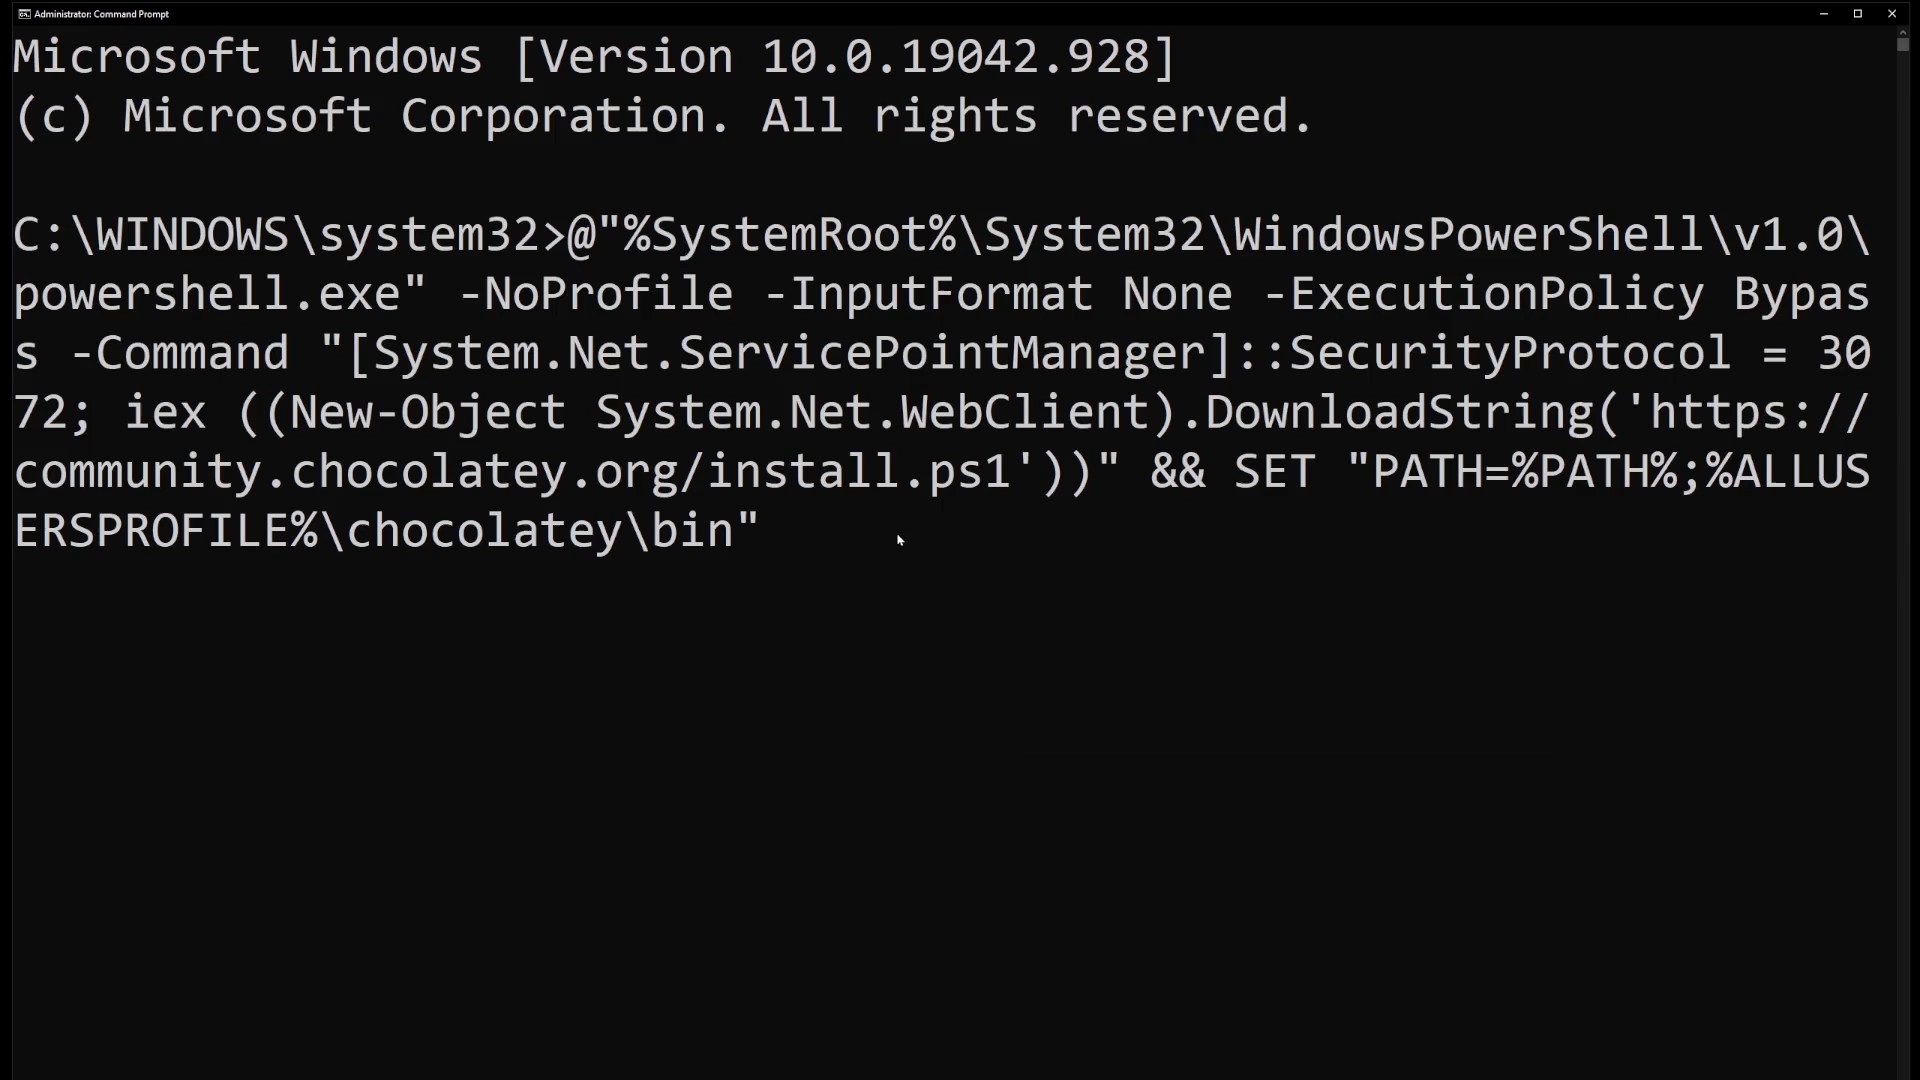 Administrator: Command Prompt
Microsoft Windows [Version 10.0.19042.928]
(c) Microsoft Corporation. All rights reserved.
C:\WINDOWS\system32>@"%SystemRoot%\System32\WindowsPowerShell\v1.0\
powershell.exe" -NoProfile -InputFormat None -ExecutionPolicy Bypas
s -Command "[System.Net.ServicePointManager]::SecurityProtocol = 30
72; iex ((New-Object System.Net.WebClient).DownloadString('https://
community.chocolatey.org/install.ps1'))" && SET "PATH=%PATH%;%ALLUS
ERSPROFILE%\chocolatey\bin"